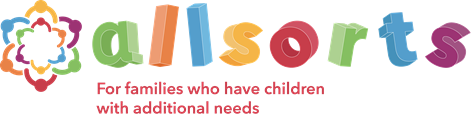 allsorts
For families who have children
with additional needs